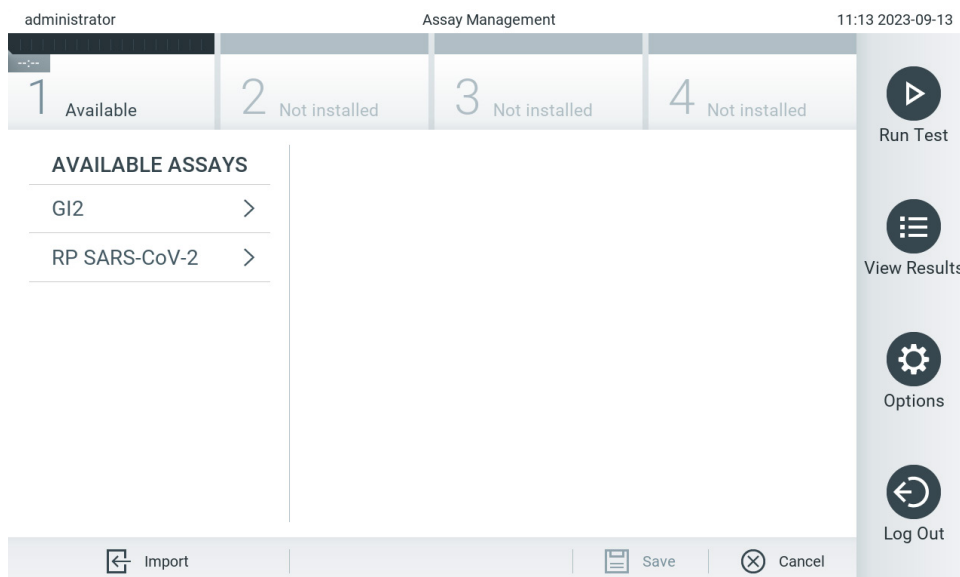 administrator
Assay Management
11:13 2023-09-13
--:--
1 Available
2 Not installed
3 Not installed
4 Not installed
Run Test
AVAILABLE ASSAYS
GI2
RP SARS-CoV-2
View Results
Options
Log Out
Import
Save
Cancel